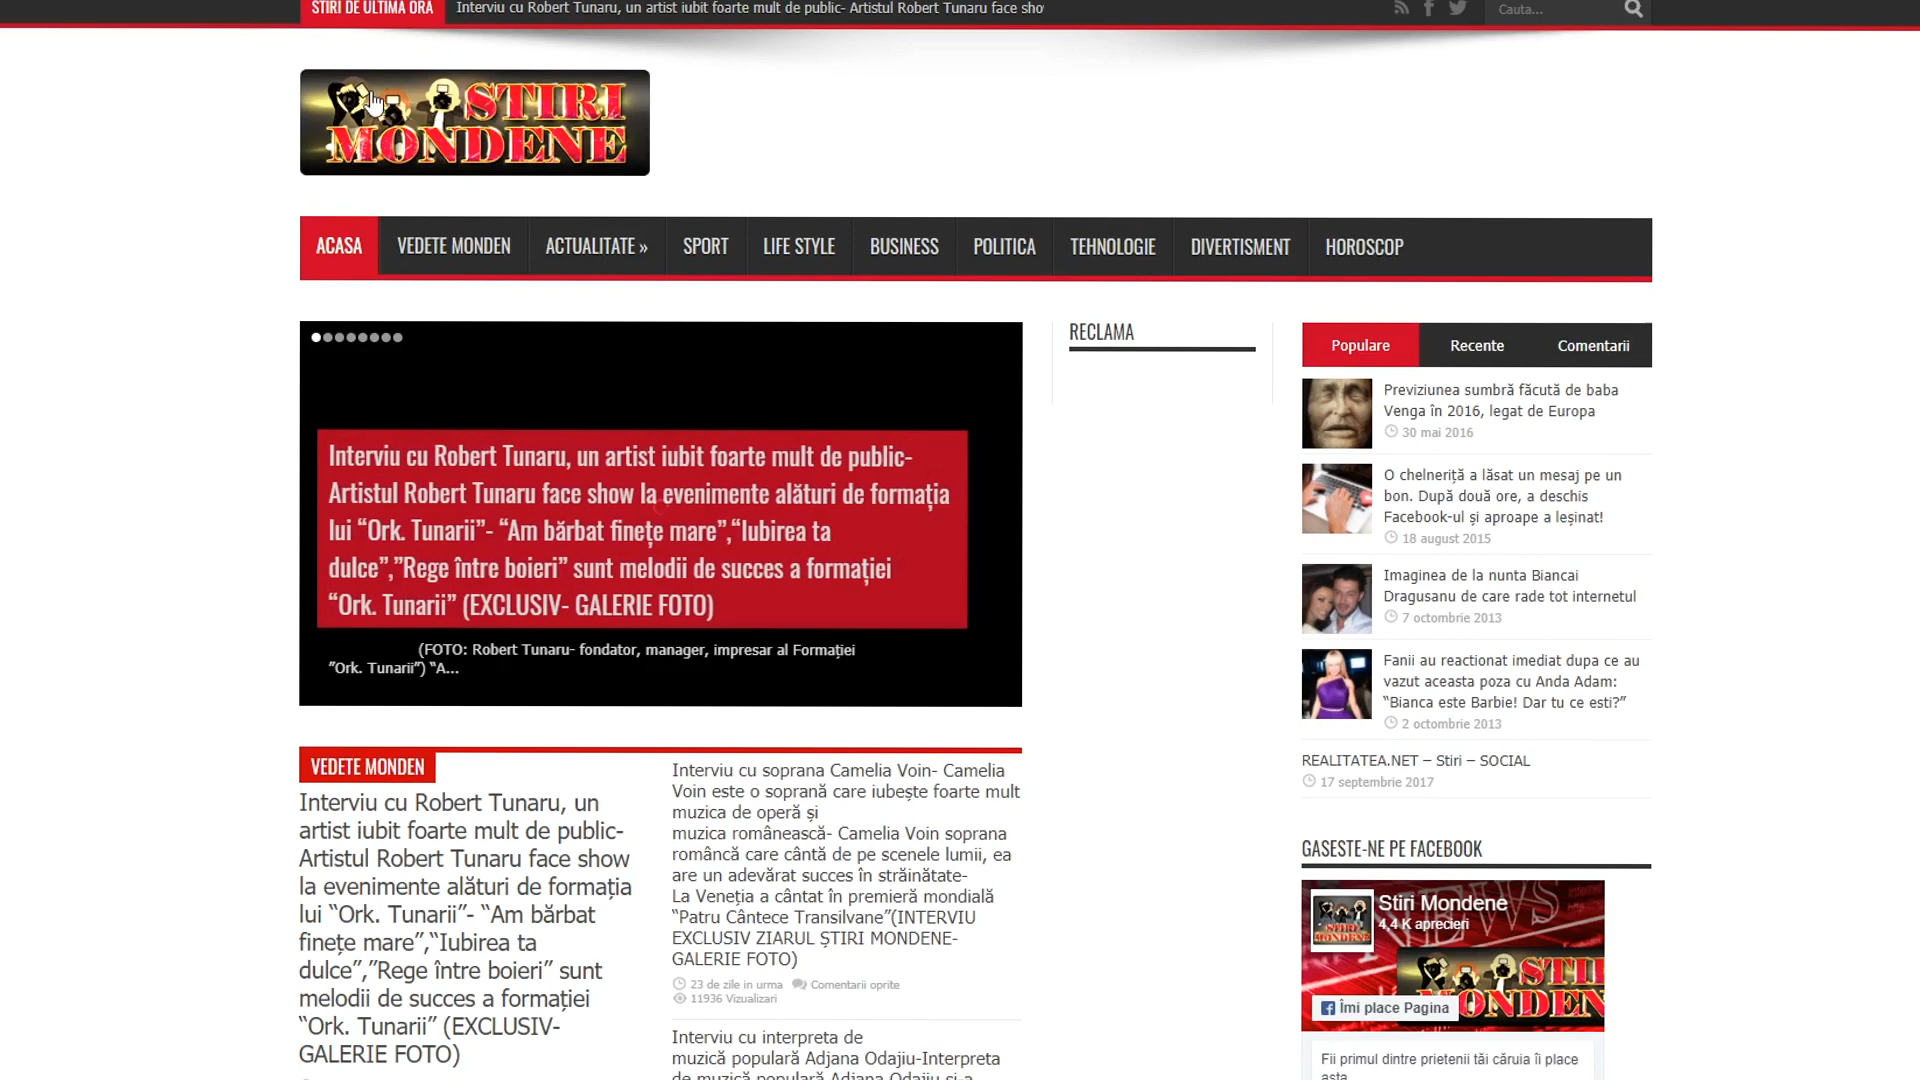 STIRI DE ULTIMA ORA
Interviu cu Robert Tunaru, un artist iubit foarte mult de public- Artistul Robert Tunaru face sho
Cauta...
STIRI
MONDENE
ACASA
VEDETE MONDEN
ACTUALITATE »
SPORT
LIFE STYLE
BUSINESS
POLITICA
TEHNOLOGIE
DIVERTISMENT
HOROSCOP
Interviu cu Robert Tunaru, un artist iubit foarte mult de public-
Artistul Robert Tunaru face show la evenimente alături de formația
lui “Ork. Tunarii”- “Am bărbat finețe mare”,“Iubirea ta
dulce”,”Rege între boieri” sunt melodii de succes a formației
“Ork. Tunarii” (EXCLUSIV- GALERIE FOTO)
(FOTO: Robert Tunaru- fondator, manager, impresar al Formației
”Ork. Tunarii”) “A...
VEDETE MONDEN
Interviu cu Robert Tunaru, un
artist iubit foarte mult de public-
Artistul Robert Tunaru face show
la evenimente alături de formația
lui “Ork. Tunarii”- “Am bărbat
finețe mare”,“Iubirea ta
dulce”,”Rege între boieri” sunt
melodii de succes a formației
“Ork. Tunarii” (EXCLUSIV-
GALERIE FOTO)
Interviu cu soprana Camelia Voin- Camelia
Voin este o soprană care iubește foarte mult
muzica de operă și
muzica românească- Camelia Voin soprana
româncă care cântă de pe scenele lumii, ea
are un adevărat succes în străinătate-
La Veneția a cântat în premieră mondială
“Patru Cântece Transilvane”(INTERVIU
EXCLUSIV ZIARUL ȘTIRI MONDENE-
GALERIE FOTO)
23 de zile in urma Comentarii oprite
11936 Vizualizari
Interviu cu interpreta de
muzică populară Adjana Odajiu-Interpreta
de muzică populară Adjana Odajiu și-a
RECLAMA
Populare
Recente
Comentarii
Previziunea sumbră făcută de baba
Venga în 2016, legat de Europa
30 mai 2016
O chelneriță a lăsat un mesaj pe un
bon. După două ore, a deschis
Facebook-ul și aproape a leșinat!
18 august 2015
Imaginea de la nunta Biancai
Dragusanu de care rade tot internetul
7 octombrie 2013
Fanii au reactionat imediat dupa ce au
vazut aceasta poza cu Anda Adam:
“Bianca este Barbie! Dar tu ce esti?”
2 octombrie 2013
REALITATEA.NET – Stiri – SOCIAL
17 septembrie 2017
GASESTE-NE PE FACEBOOK
NEWS
STIRI
MONDENE
Stiri Mondene
4,4 K aprecieri
STI
MONDEN
Îmi place Pagina
Fii primul dintre prietenii tăi căruia îi place
asta.